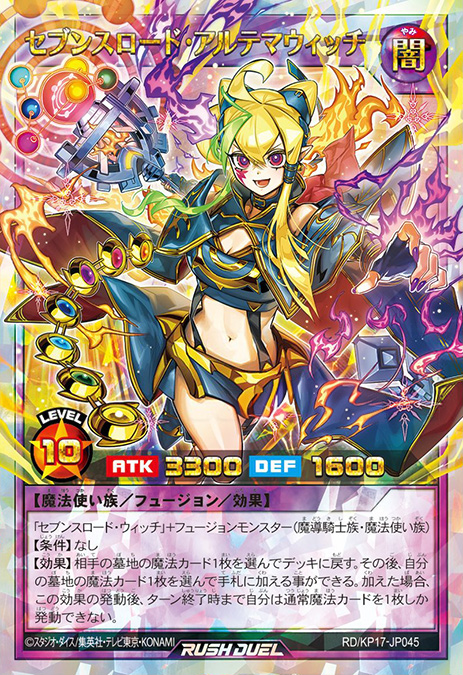 セブンスロード・アルテマウィッチ
やみ
闇
LEVEL
10
ATK 3300 DEF 1600
【魔法使い族／フュージョン／効果】
「セブンスロード・ウィッチ」+フュージョンモンスター(魔導騎士族・魔法使い族)
【条件】なし
【効果】相手の墓地の魔法カード1枚を選んでデッキに戻す。その後、自分
の墓地の魔法カード1枚を選んで手札に加える事ができる。加えた場合、
この効果の発動後、ターン終了時まで自分は通常魔法カードを1枚しか
発動できない。
©スタジオ・ダイス/集英社・テレビ東京・KONAMI
RUSH DUEL
RD/KP17-JP045